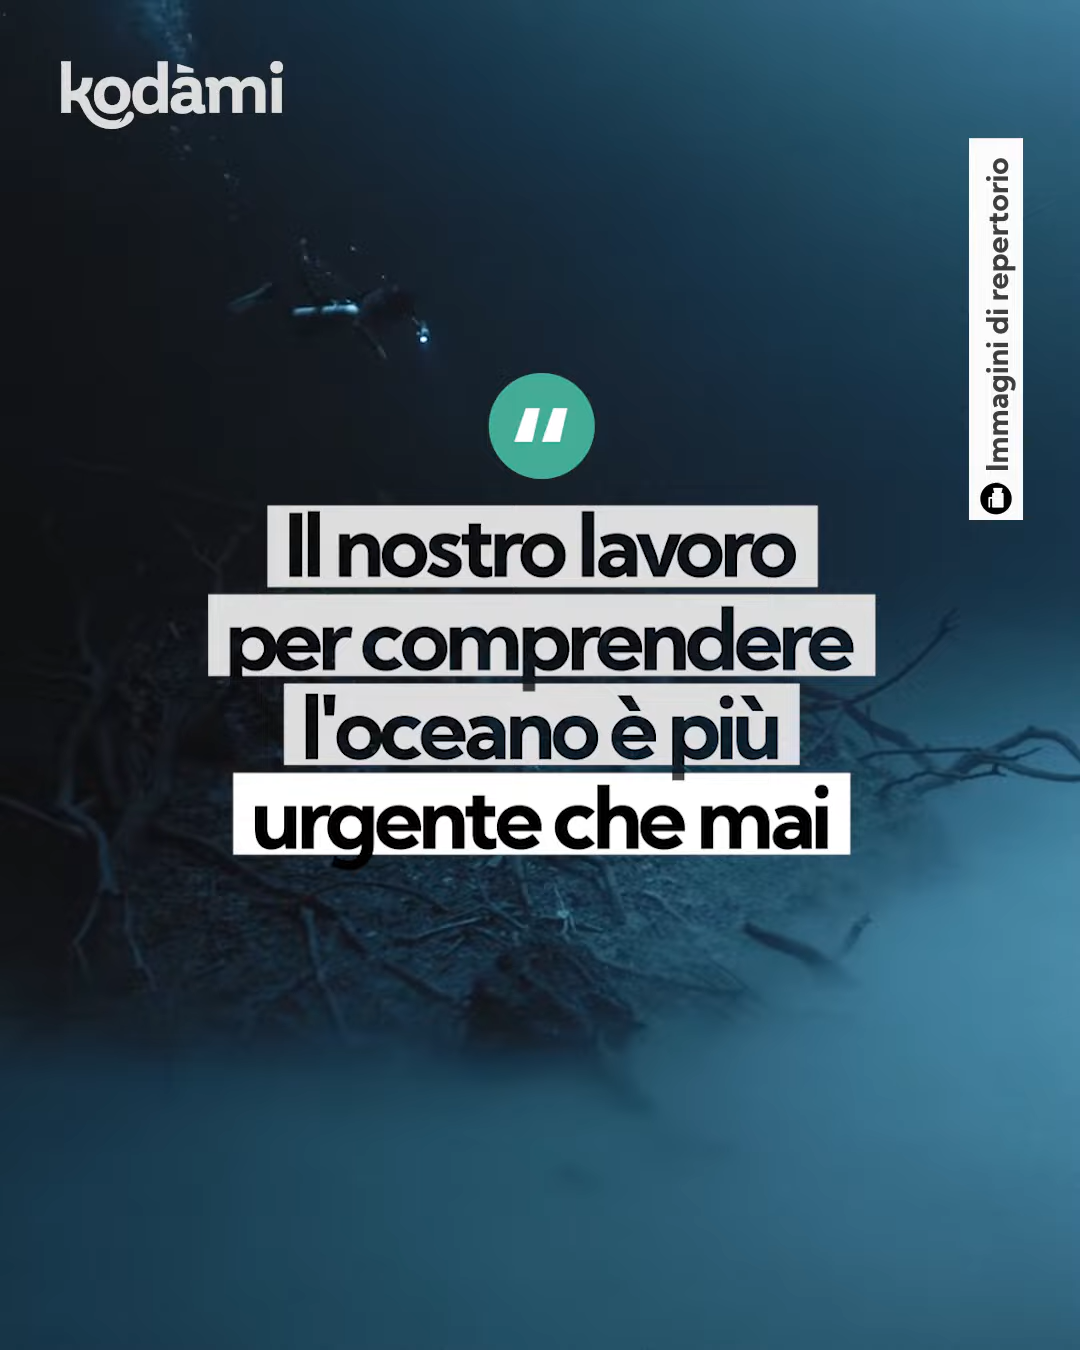 kodàmi
Immagini di repertorio
Il nostro lavoro
per comprendere
l'oceano è più
urgente che mai